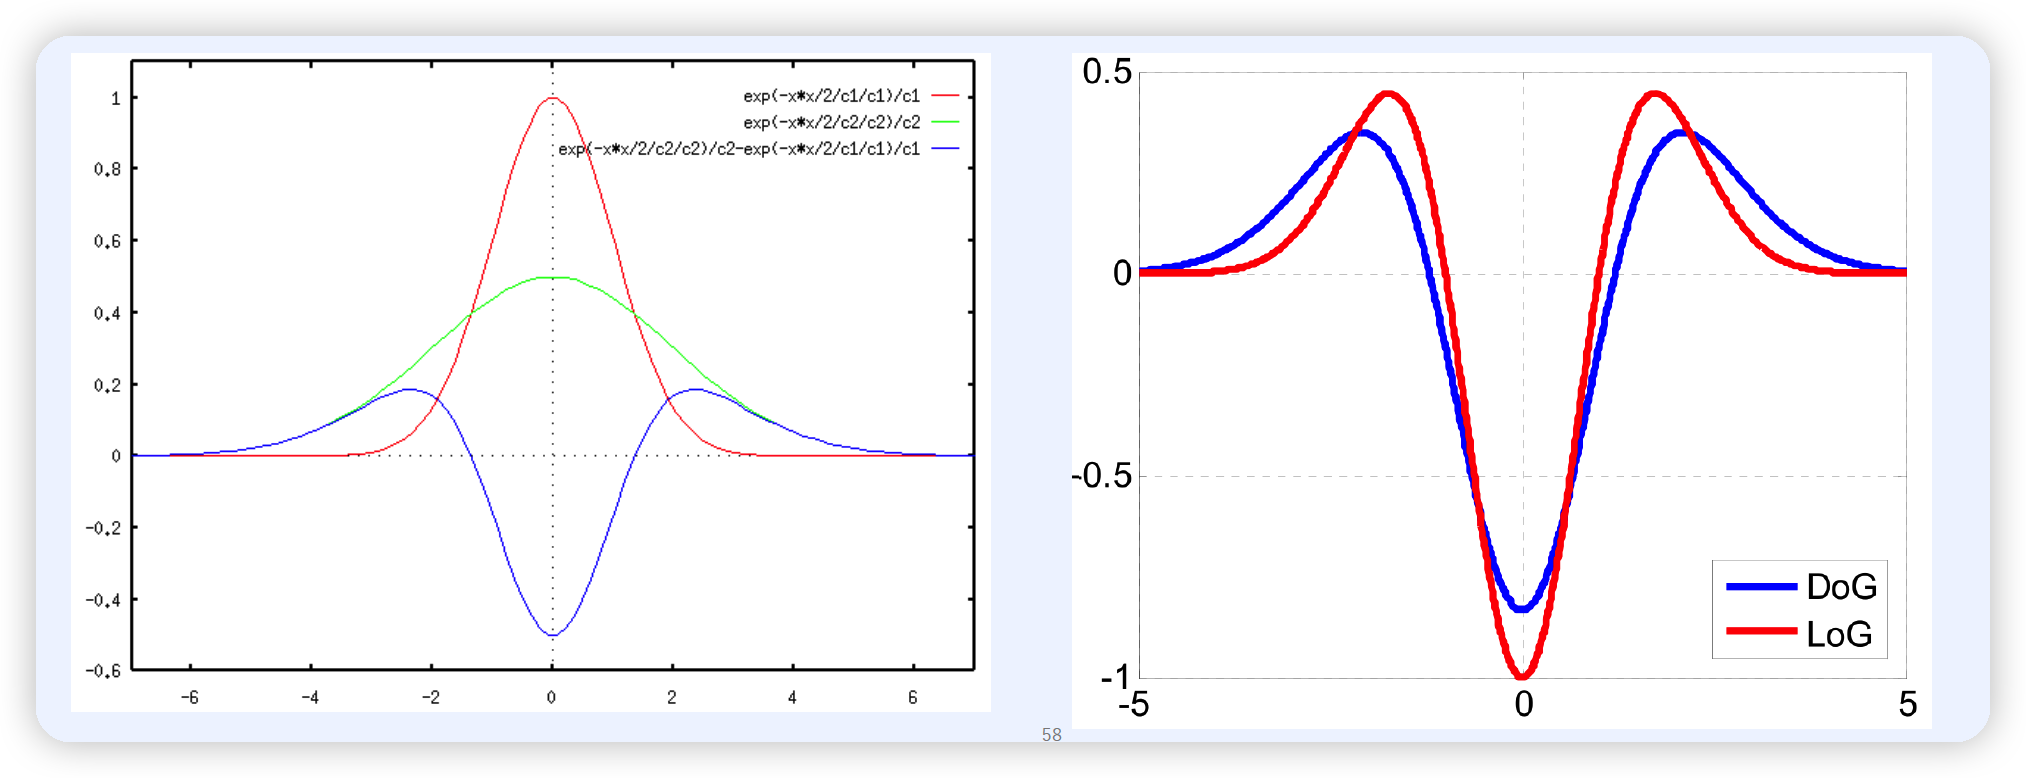 exp(-x*x/2/c1/c1)/c1
exp(-x*x/2/c2/c2)/c2
exp(-x*x/2/c2/c2)/c2-exp(-x*x/2/c1/c1)/c1
1
0.8
0.6
0.4
0.2
0
-0.2
-0.4
-0.6
-6 -4 -2 0 2 4 6
0.5
0
-0.5
-1
-5 0 5
DoG
LoG
58